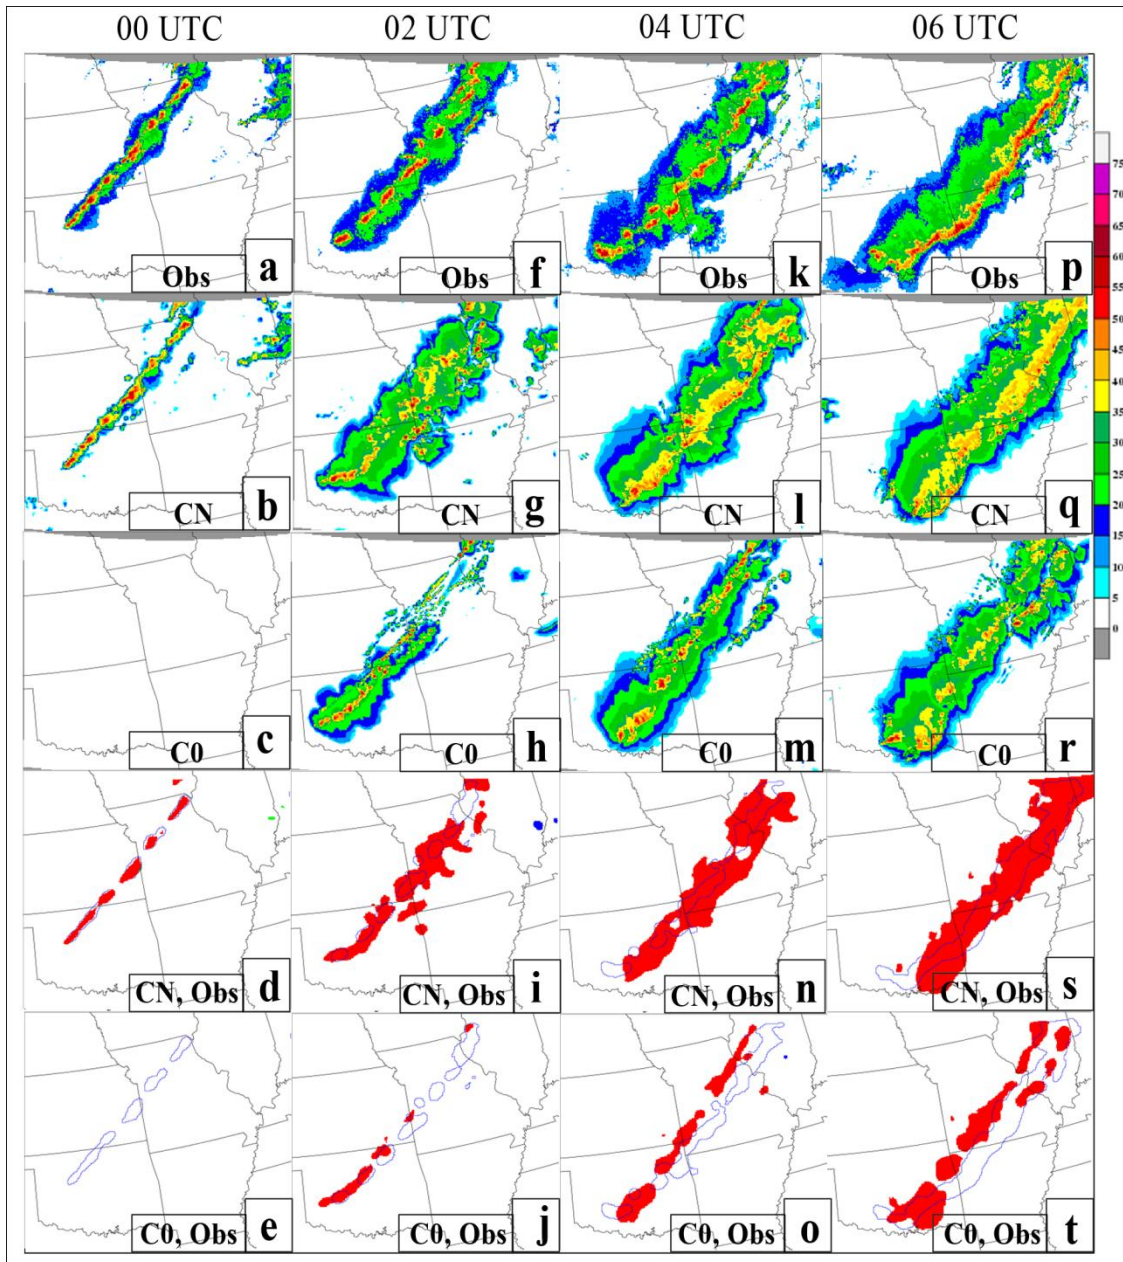 00 UTC 02 UTC 04 UTC 06 UTC
Obs a Obs f Obs k Obs p
CN b CN g CN l CN q
C0 c C0 h C0 m C0 r
CN, Obs d CN, Obs i CN, Obs n CN, Obs s
C0, Obs e C0, Obs j C0, Obs o C0, Obs t
75
70
65
60
55
50
45
40
35
30
25
20
15
10
5
0